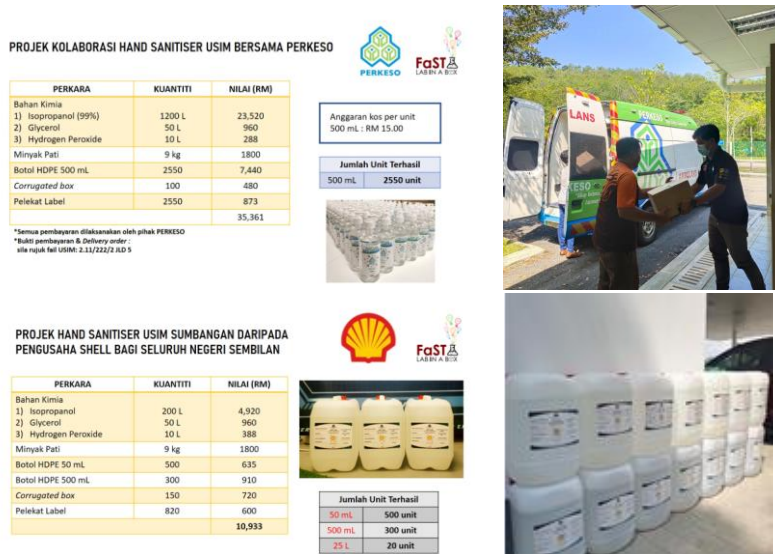 PROJEK KOLABORASI HAND SANITISER USIM BERSAMA PERKESO
PERKESO
FaST
LAB IN A BOX
PERKARA KUANTITI NILAI (RM)
Bahan Kimia
1) Isopropanol (99%) 1200 L 23,520
2) Glycerol 50 L 960
3) Hydrogen Peroxide 10 L 288
Minyak Pati 9 kg 1800
Botol HDPE 500 mL 2550 7,440
Corrugated box 100 480
Pelekat Label 2550 873
35,361
*Semua pembayaran dilaksanakan oleh pihak PERKESO
*Bukti pembayaran & Delivery order :
sila rujuk fail USIM: 2.11/222/2 JLD 5
Anggaran kos per unit
500 mL : RM 15.00
Jumlah Unit Terhasil
500 mL 2550 unit
LANS
PERKESO
KESO
PROJEK HAND SANITISER USIM SUMBANGAN DARIPADA
PENGUSAHA SHELL BAGI SELURUH NEGERI SEMBILAN
FaST
LAB IN A BOX
PERKARA KUANTITI NILAI (RM)
Bahan Kimia
1) Isopropanol 200 L 4,920
2) Glycerol 50 L 960
3) Hydrogen Peroxide 10 L 388
Minyak Pati 9 kg 1800
Botol HDPE 50 mL 500 635
Botol HDPE 500 mL 300 910
Corrugated box 150 720
Pelekat Label 820 600
10,933
Jumlah Unit Terhasil
50 mL 500 unit
500 mL 300 unit
25 L 20 unit